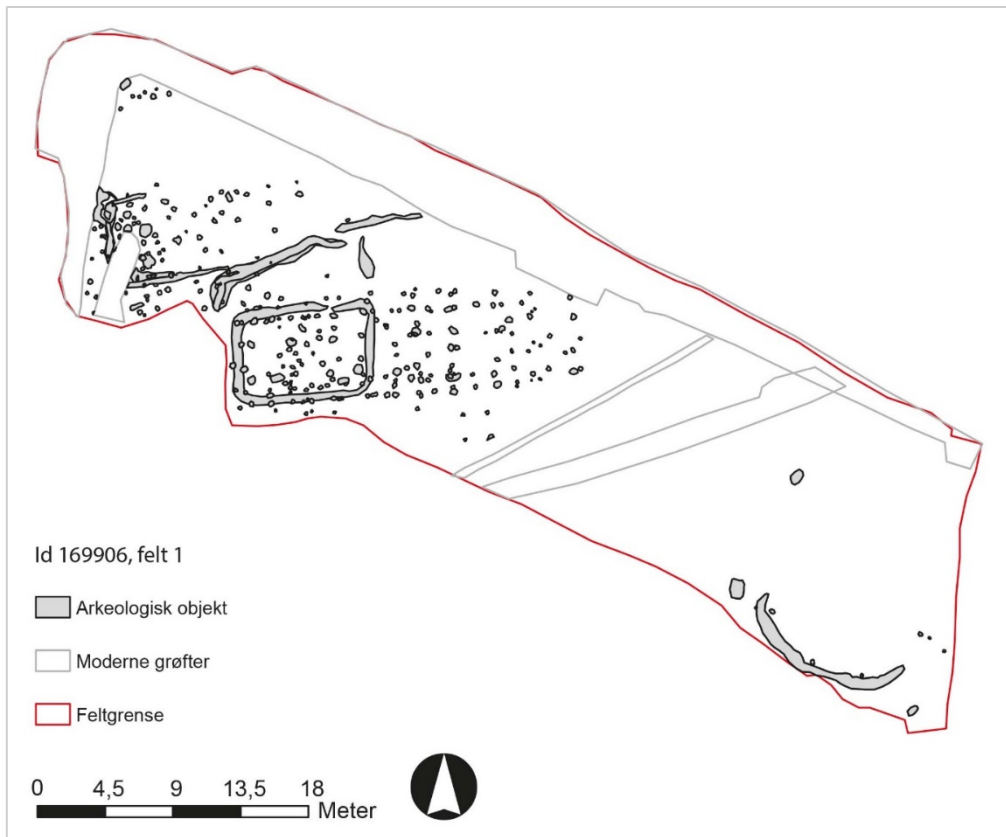 Id 169906, felt 1
Arkeologisk objekt
Moderne grøfter
Feltgrense
0 4,5 9 13,5 18
Meter